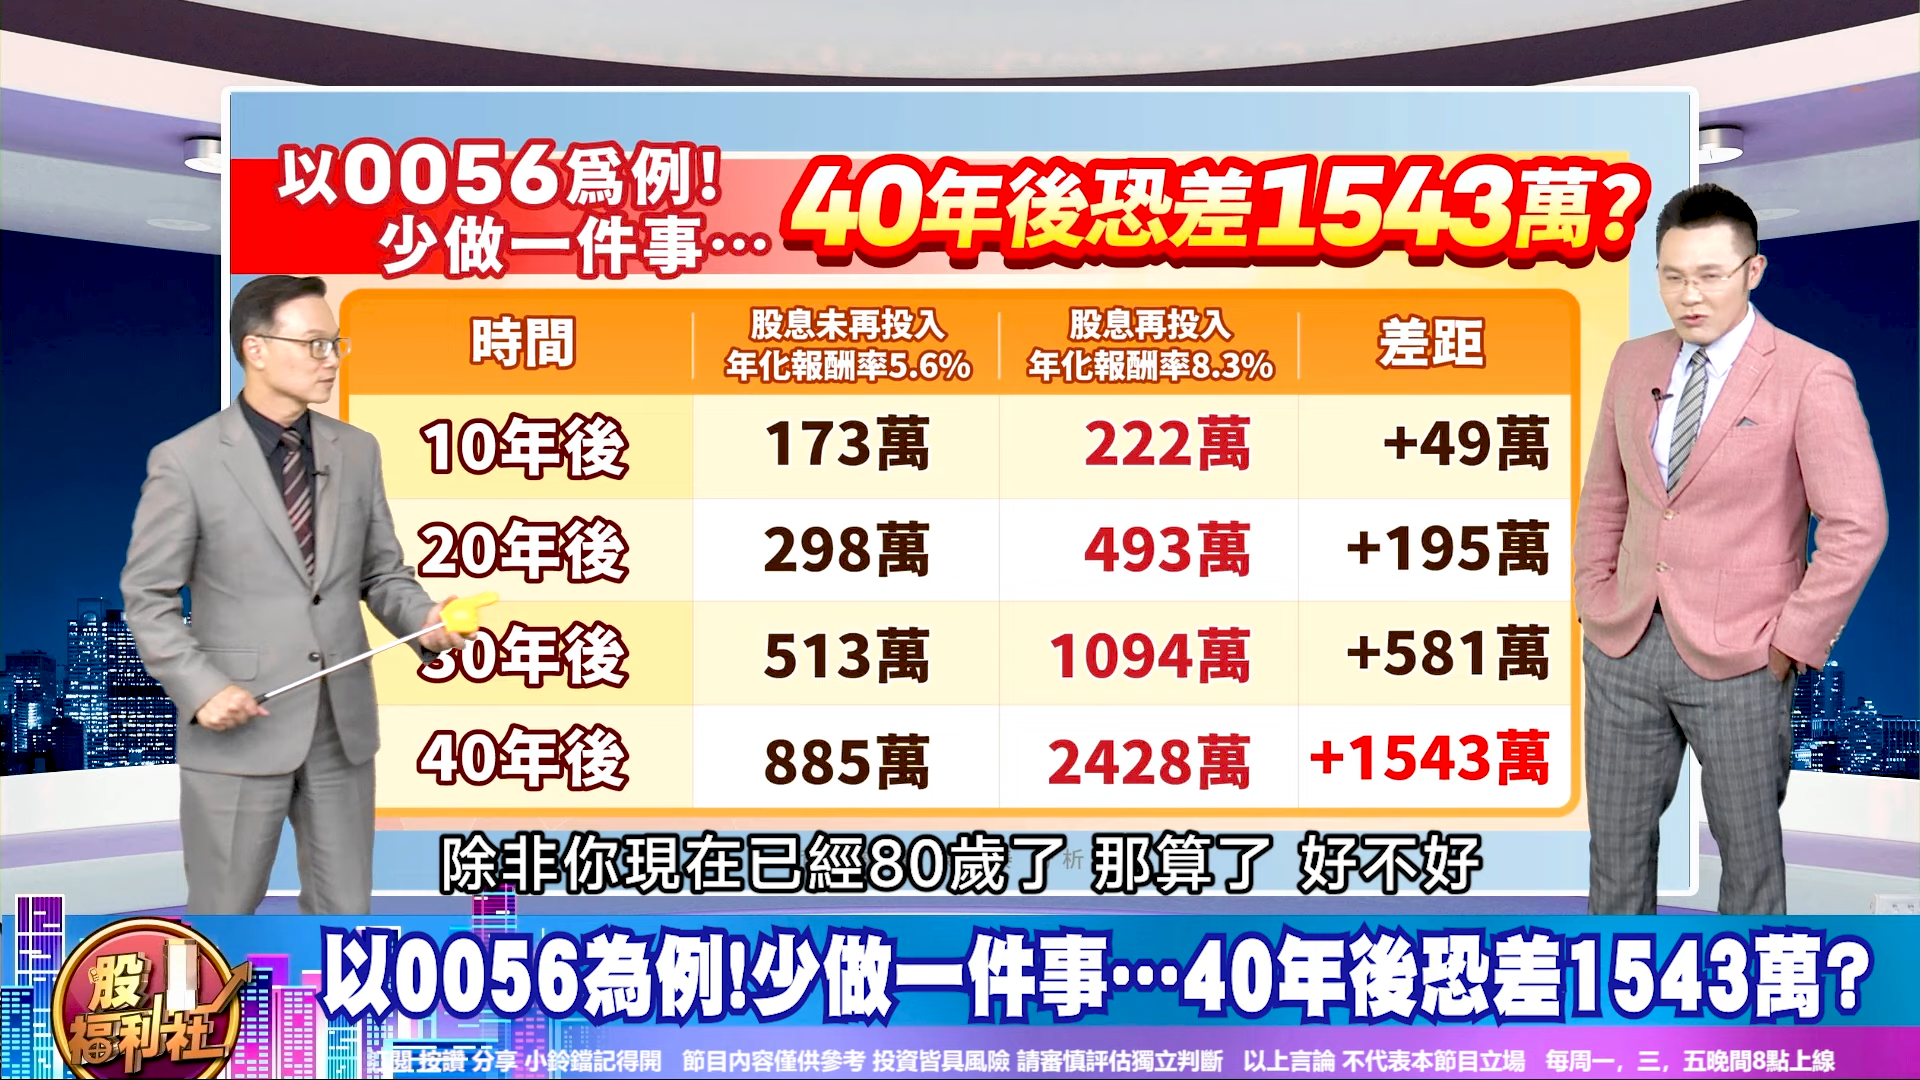 以0056為例!
少做一件事…
40年後恐差1543萬?
時間
股息未再投入
年化報酬率5.6%
股息再投入
年化報酬率8.3%
差距
10年後 173萬 222萬 +49萬
20年後 298萬 493萬 +195萬
30年後 513萬 1094萬 +581萬
40年後 885萬 2428萬 +1543萬
析
除非你現在已經80歲了 那算了 好不好
股
福利社
以0056為例!少做一件事…40年後恐差1543萬?
訂閱 按讚 分享 小鈴鐺記得開 節目內容僅供參考 投資皆具風險 請審慎評估獨立判斷 以上言論 不代表本節目立場 每周一，三，五晚間8點上線